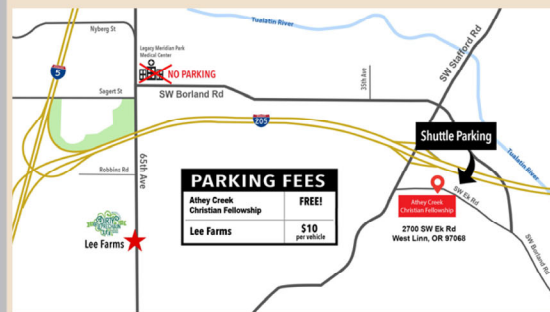 Nyberg St
Tualatin River
Legacy Meridian Park
Medical Center
NO PARKING
5
Sagert St
SW Borland Rd
35th Ave
SW Stafford Rd
205
Shuttle Parking
Tualatin River
Robbins Rd
65th Ave
PARKING FEES
Athey Creek
Christian Fellowship
FREE!
Lee Farms
$10
per vehicle
Athey Creek
Christian Fellowship
SW Ek Rd
2700 SW Ek Rd
West Linn, OR 97068
SW Borland Rd
Lee Farms